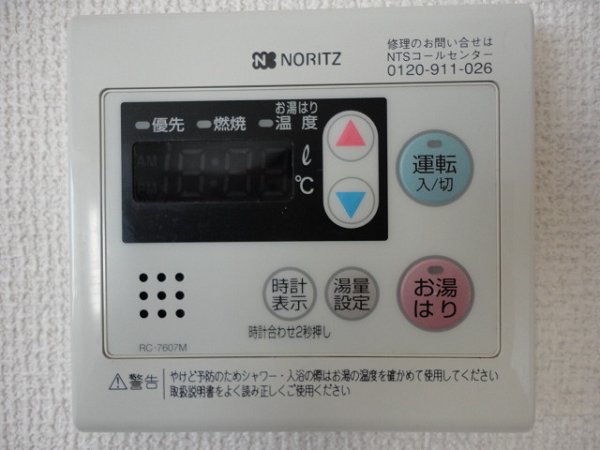 NORITZ
修理のお問い合せは
NTSコールセンター
0120-911-026
優先 燃焼 お湯はり温度
AM
PM
ℓ
℃
運転
入/切
時計
表示
湯量
設定
お湯
はり
時計合わせ2秒押し
RC-7607M
警告
やけど予防のためシャワー・入浴の際はお湯の温度を確かめて使用してください
取扱説明書をよく読み正しくご使用ください